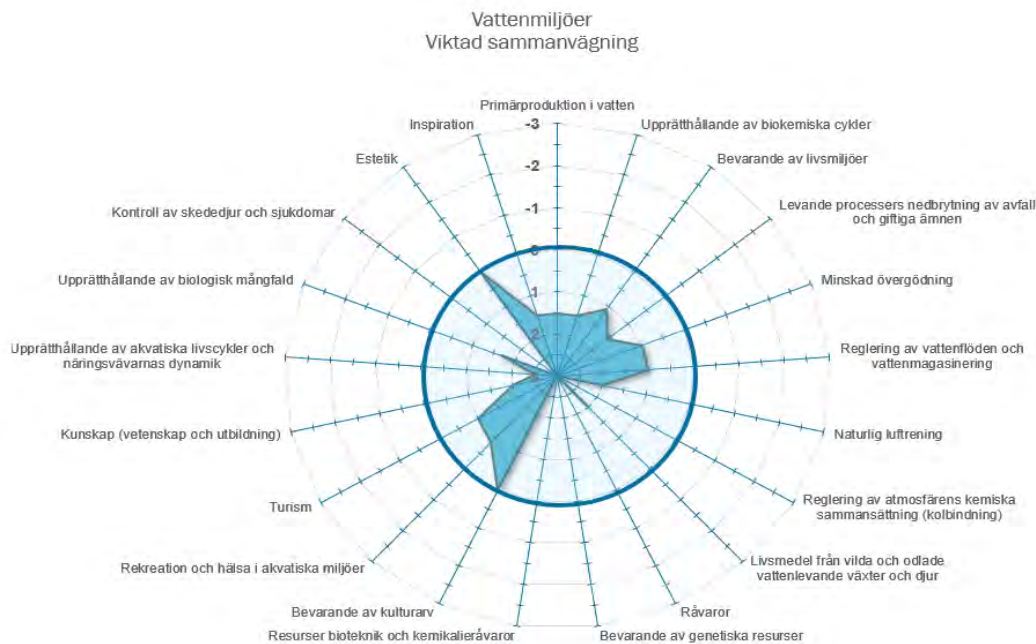 Vattenmiljöer
Viktad sammanvägning
Primärproduktion i vatten
-3
Inspiration
Upprätthållande av biokemiska cykler
Estetik
-2
Bevarande av livsmiljöer
Kontroll av skededjur och sjukdomar
-1
Levande processers nedbrytning av avfall
och giftiga ämnen
0
Upprätthållande av biologisk mångfald
Minskad övergödning
1
2
Upprätthållande av akvatiska livscykler och
näringsvävarnas dynamik
Reglering av vattenflöden och
vattenmagasinering
Kunskap (vetenskap och utbildning)
Naturlig luftrening
Turism
Reglering av atmosfärens kemiska
sammansättning (kolbindning)
Rekreation och hälsa i akvatiska miljöer
Livsmedel från vilda och odlade
vattenlevande växter och djur
Bevarande av kulturarv
Råvaror
Resurser bioteknik och kemikalieråvaror
Bevarande av genetiska resurser